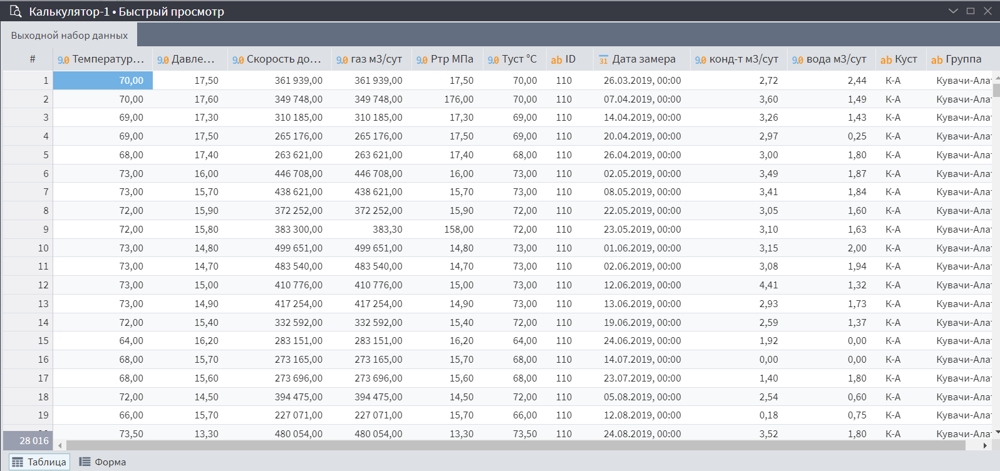 Калькулятор-1 • Быстрый просмотр
Выходной набор данных
# 9.0 Температур... 9.0 Давле... 9.0 Скорость до... 9.0 газ м3/сут 9.0 Ртр МПа 9.0 Туст °С ab ID 31 Дата замера 9.0 конд-т м3/сут 9.0 вода м3/сут ab Куст ab Группа
1 70,00 17,50 361 939,00 361 939,00 17,50 70,00 110 26.03.2019, 00:00 2,72 2,44 К-А Кувачи-Ала
2 70,00 17,60 349 748,00 349 748,00 176,00 70,00 110 07.04.2019, 00:00 3,60 1,49 К-А Кувачи-Ала
3 69,00 17,30 310 185,00 310 185,00 17,30 69,00 110 14.04.2019, 00:00 3,26 1,43 К-А Кувачи-Ала
4 69,00 17,50 265 176,00 265 176,00 17,50 69,00 110 20.04.2019, 00:00 2,97 0,25 К-А Кувачи-Ала
5 68,00 17,40 263 621,00 263 621,00 17,40 68,00 110 26.04.2019, 00:00 3,00 1,80 К-А Кувачи-Ала
6 73,00 16,00 446 708,00 446 708,00 16,00 73,00 110 02.05.2019, 00:00 3,49 1,87 К-А Кувачи-Ала
7 73,00 15,70 438 621,00 438 621,00 15,70 73,00 110 08.05.2019, 00:00 3,41 1,84 К-А Кувачи-Ала
8 72,00 15,90 372 252,00 372 252,00 15,90 72,00 110 22.05.2019, 00:00 3,05 1,60 К-А Кувачи-Ала
9 72,00 15,80 383 300,00 383,30 158,00 72,00 110 23.05.2019, 00:00 3,10 1,63 К-А Кувачи-Ала
10 73,00 14,80 499 651,00 499 651,00 14,80 73,00 110 01.06.2019, 00:00 3,15 2,00 К-А Кувачи-Ала
11 73,00 14,70 483 540,00 483 540,00 14,70 73,00 110 02.06.2019, 00:00 3,08 1,94 К-А Кувачи-Ала
12 73,00 15,00 410 776,00 410 776,00 15,00 73,00 110 12.06.2019, 00:00 4,41 1,32 К-А Кувачи-Ала
13 73,00 14,90 417 254,00 417 254,00 14,90 73,00 110 13.06.2019, 00:00 2,93 1,73 К-А Кувачи-Ала
14 72,00 15,40 332 592,00 332 592,00 15,40 72,00 110 19.06.2019, 00:00 2,59 1,37 К-А Кувачи-Ала
15 64,00 16,20 283 151,00 283 151,00 16,20 64,00 110 24.06.2019, 00:00 1,92 0,00 К-А Кувачи-Ала
16 68,00 15,70 273 165,00 273 165,00 15,70 68,00 110 14.07.2019, 00:00 0,00 0,00 К-А Кувачи-Ала
17 68,00 15,60 273 696,00 273 696,00 15,60 68,00 110 23.07.2019, 00:00 1,40 1,80 К-А Кувачи-Ала
18 72,00 14,50 394 475,00 394 475,00 14,50 72,00 110 05.08.2019, 00:00 2,54 0,60 К-А Кувачи-Ала
19 66,00 15,70 227 071,00 227 071,00 15,70 66,00 110 12.08.2019, 00:00 0,18 0,75 К-А Кувачи-Ала
73,50 13,30 480 054,00 480 054,00 13,30 73,50 110 24.08.2019, 00:00 3,52 1,80 К-А Кувачи-Ала
28 016
Таблица Форма